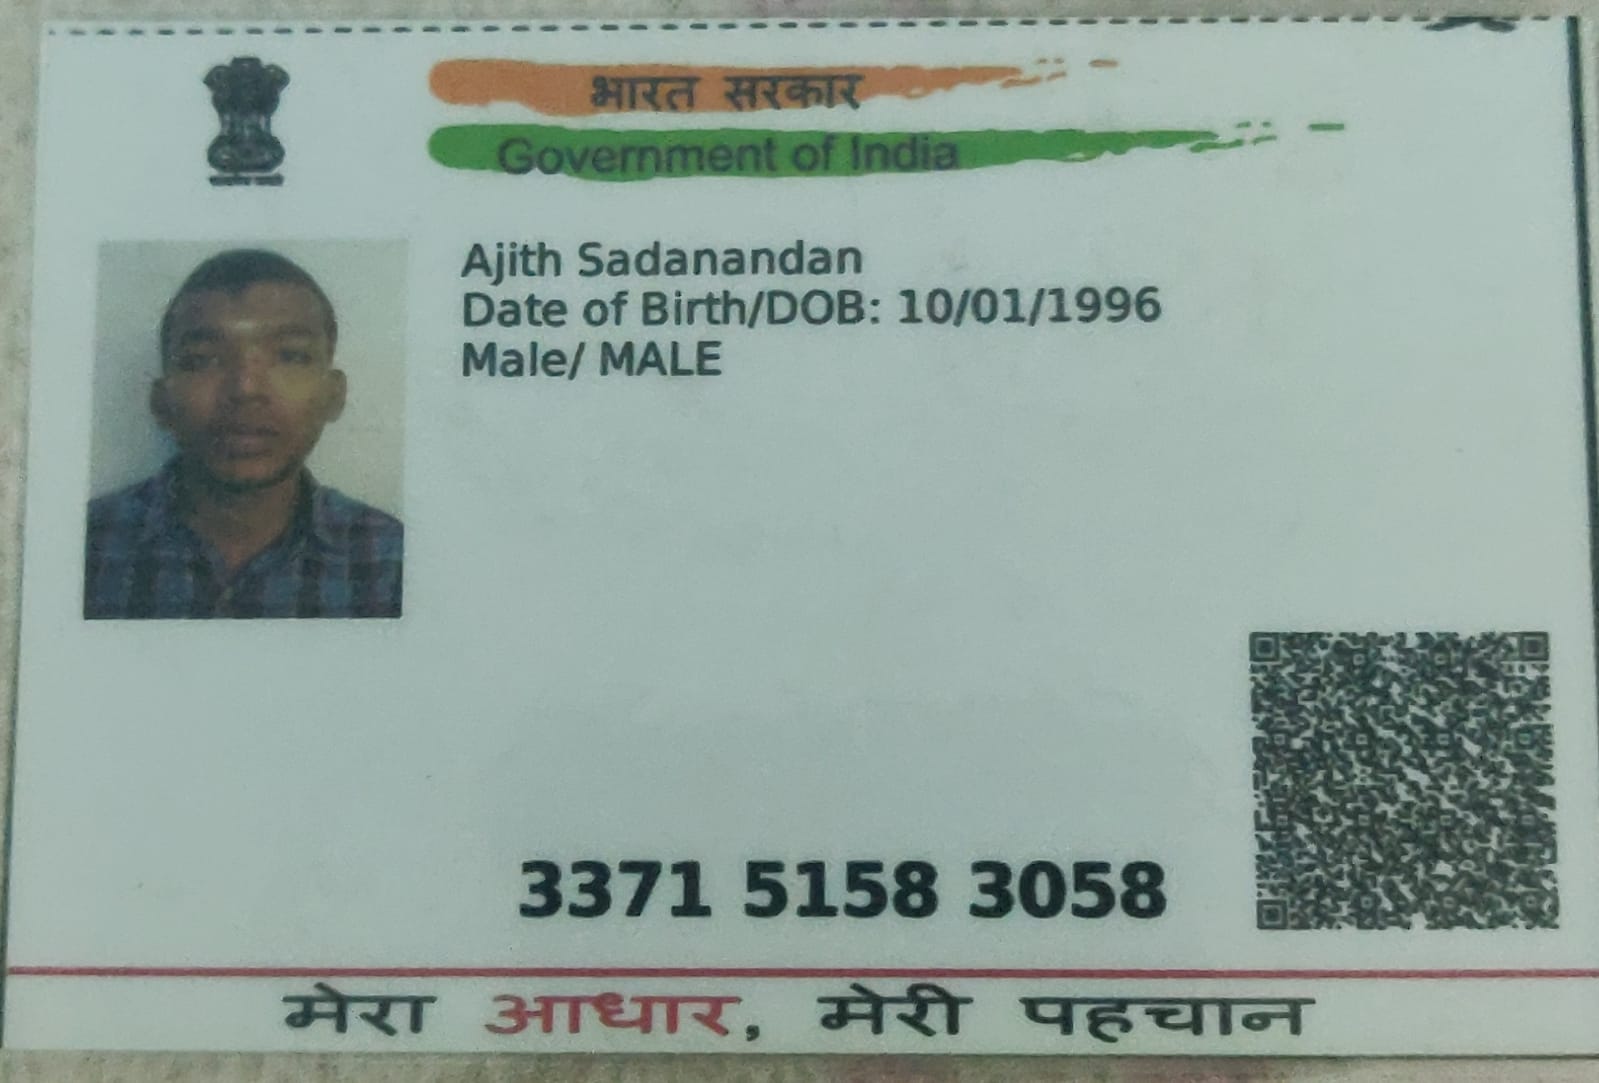 भारत सरकार
Government of India
Ajith Sadanandan
Date of Birth/DOB: 10/01/1996
Male/ MALE
3371 5158 3058
मेरा आधार, मेरी पहचान